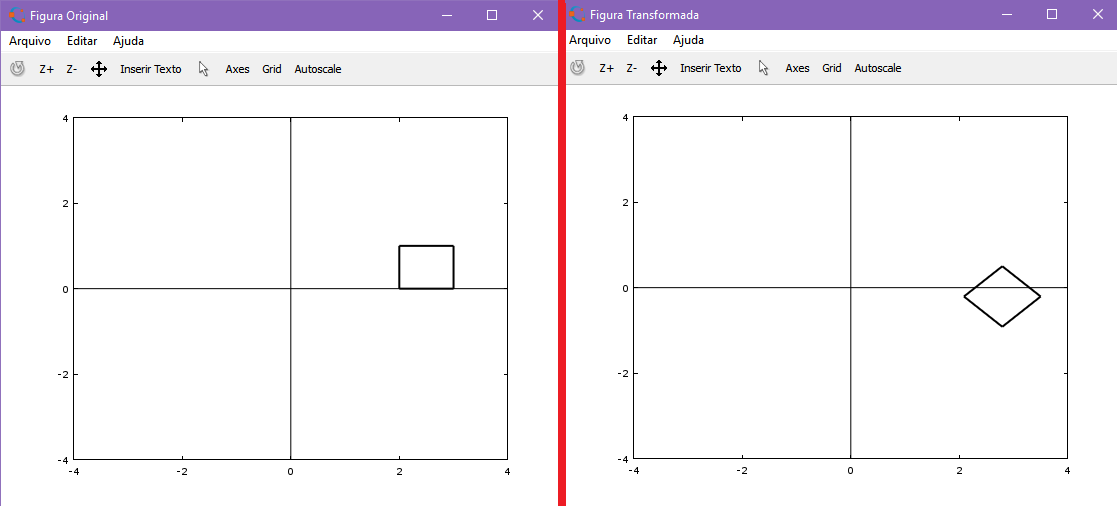 Figura Original
Arquivo Editar Ajuda
Z+ Z- Inserir Texto Axes Grid Autoscale
4
2
0
-2
-4
-4 -2 0 2 4
Figura Transformada
Arquivo Editar Ajuda
Z+ Z- Inserir Texto Axes Grid Autoscale
4
2
0
-2
-4
-4 -2 0 2 4